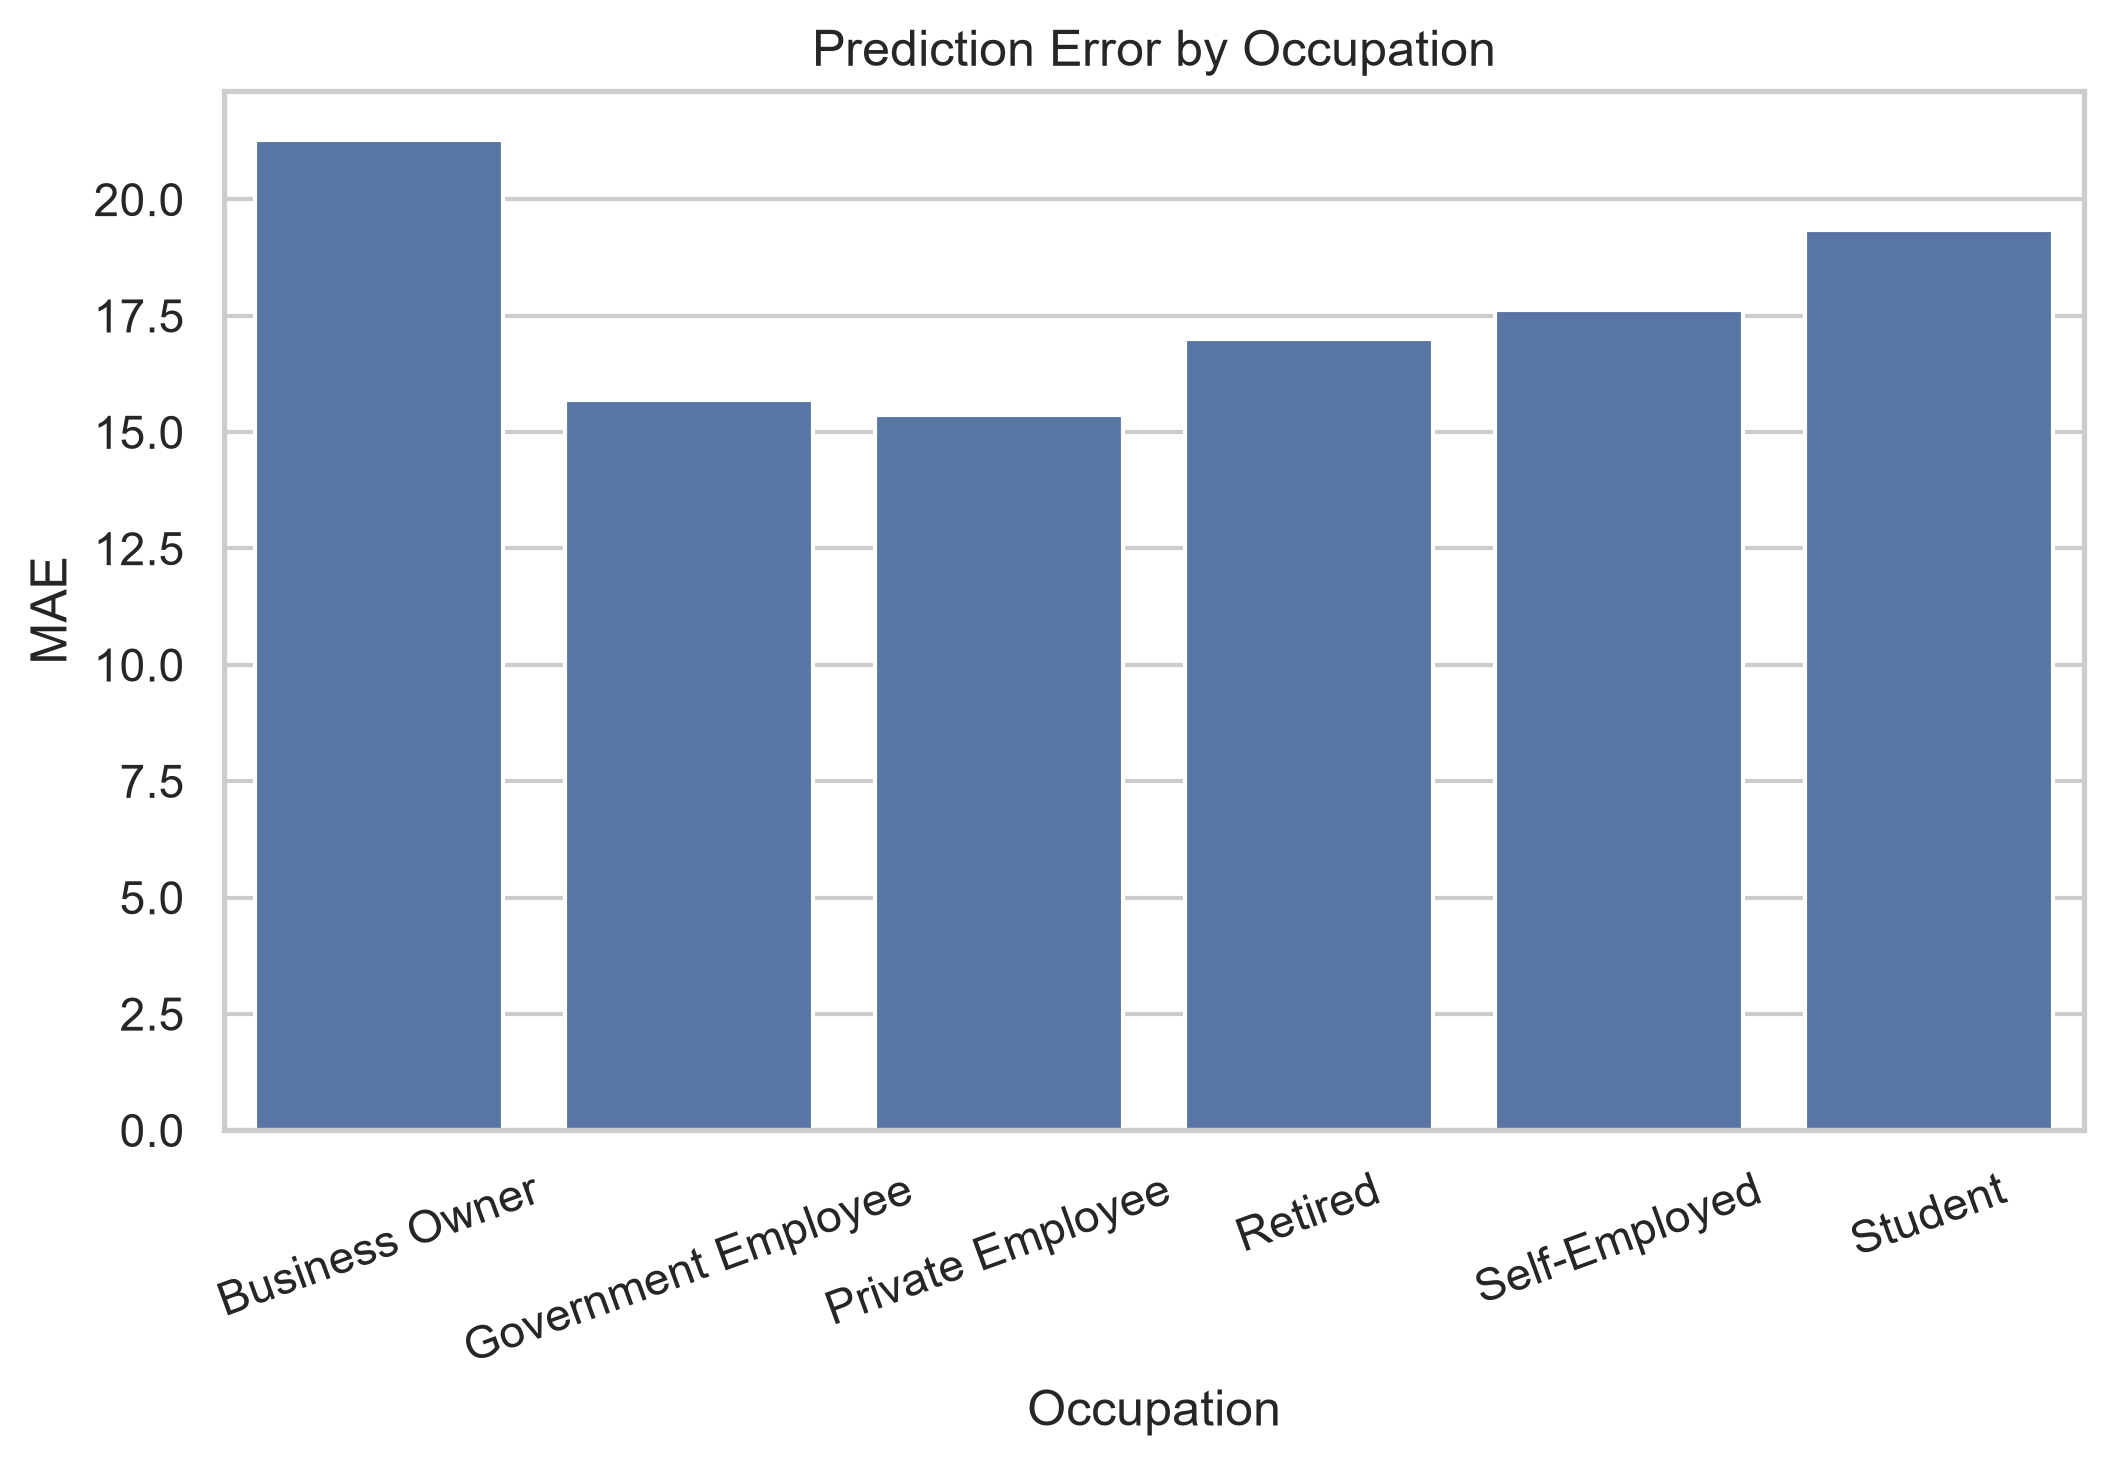 Prediction Error by Occupation
MAE
20.0
17.5
15.0
12.5
10.0
7.5
5.0
2.5
0.0
Business Owner
Government Employee
Private Employee
Retired
Self-Employed
Student
Occupation